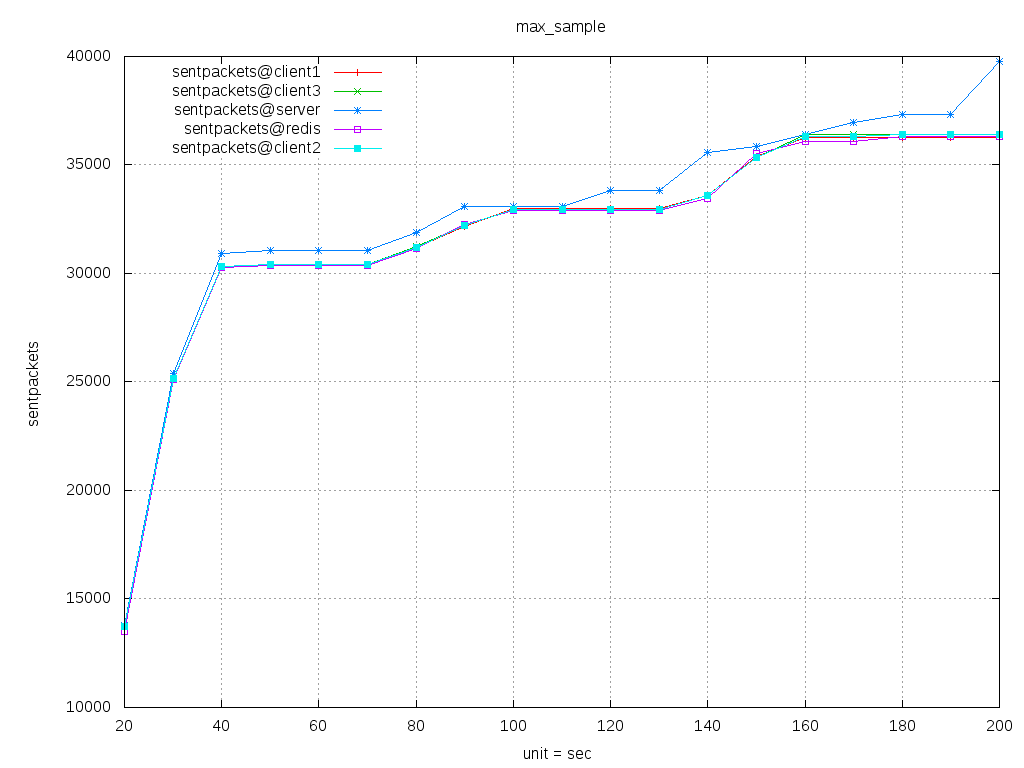 max_sample
40000
35000
30000
25000
20000
15000
10000
sentpackets
sentpackets@client1
sentpackets@client3
sentpackets@server
sentpackets@redis
sentpackets@client2
20 40 60 80 100 120 140 160 180 200
unit = sec